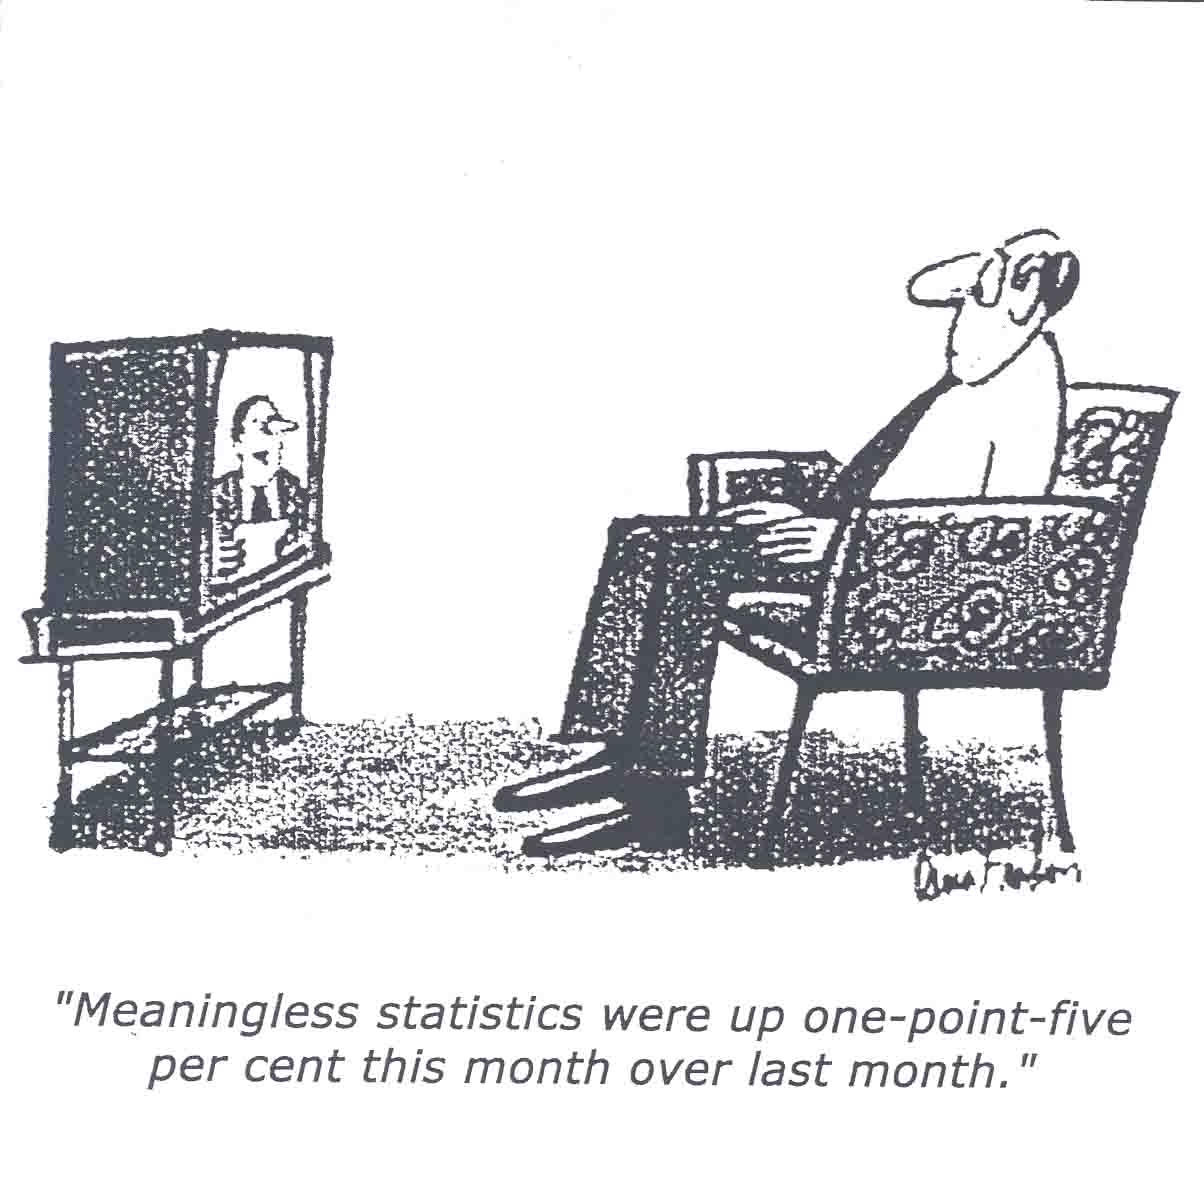 "Meaningless statistics were up one-point-five
per cent this month over last month."